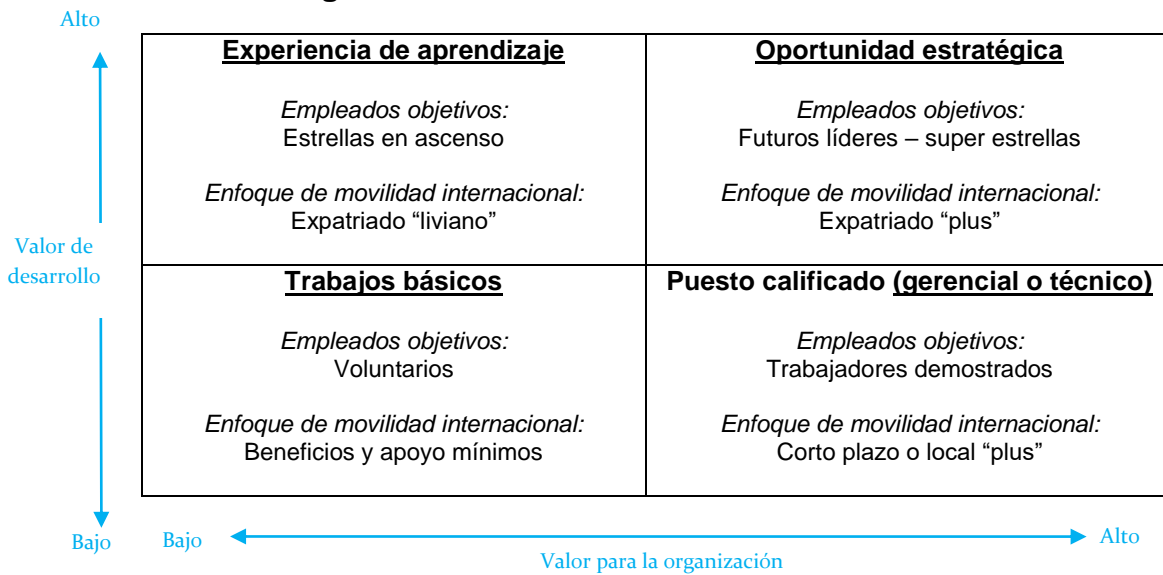 Alto
Experiencia de aprendizaje
Empleados objetivos:
Estrellas en ascenso
Enfoque de movilidad internacional:
Expatriado “liviano”
Oportunidad estratégica
Empleados objetivos:
Futuros líderes – super estrellas
Enfoque de movilidad internacional:
Expatriado “plus”
Valor de
desarrollo
Trabajos básicos
Empleados objetivos:
Voluntarios
Enfoque de movilidad internacional:
Beneficios y apoyo mínimos
Puesto calificado (gerencial o técnico)
Empleados objetivos:
Trabajadores demostrados
Enfoque de movilidad internacional:
Corto plazo o local “plus”
Bajo
Bajo
Alto
Valor para la organización